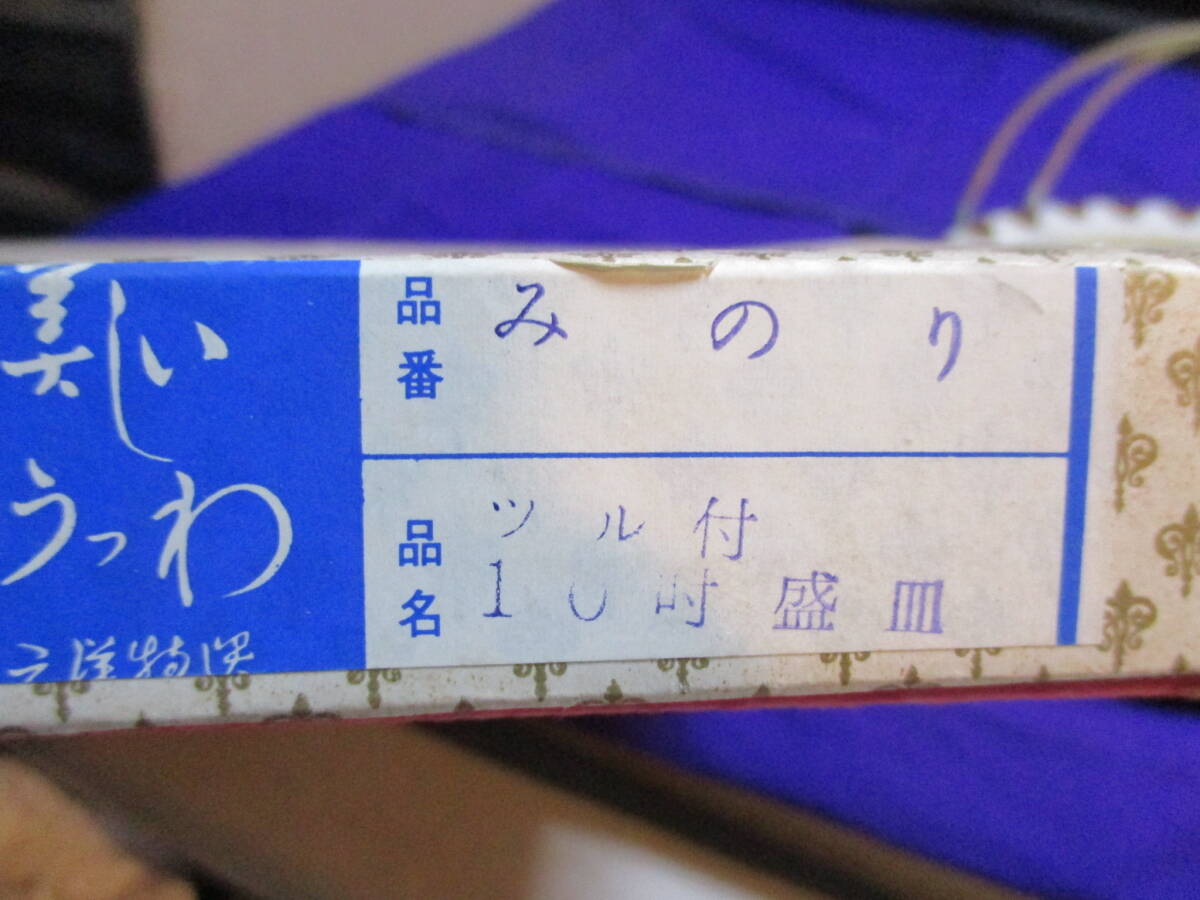 美しい
うつわ
品番 みのり
品名 ツル付
10吋盛皿